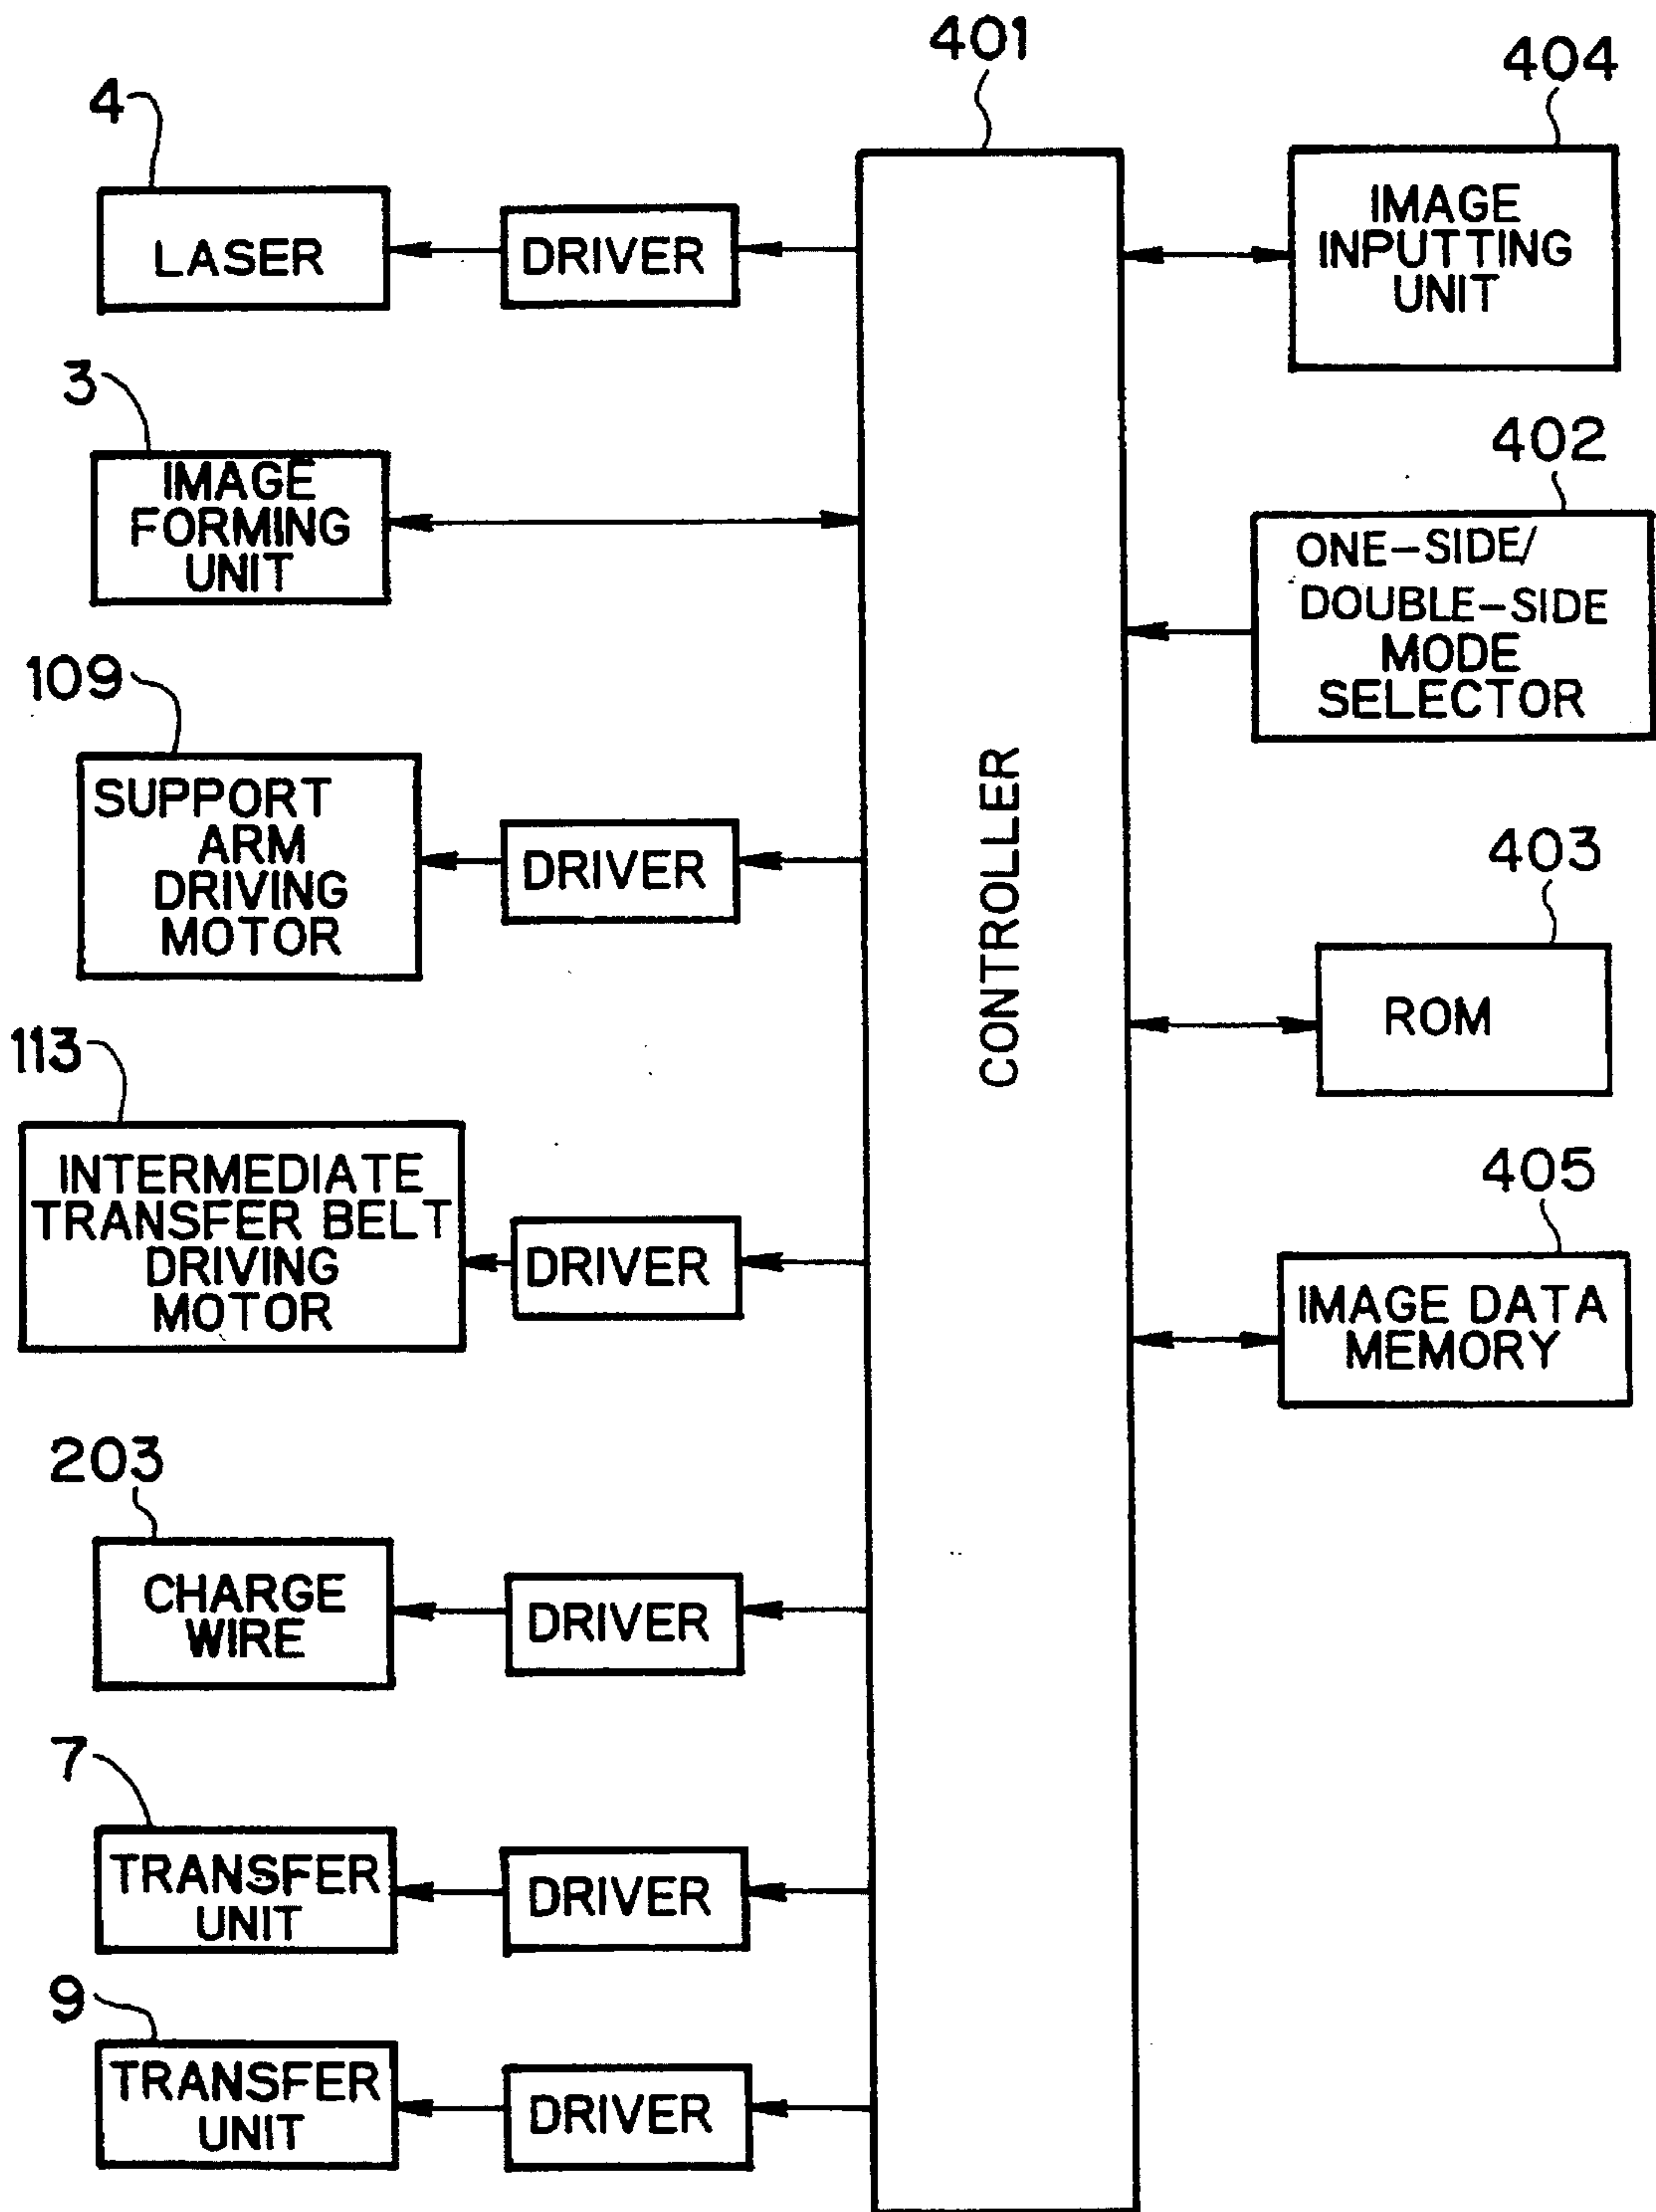 401
404
4
LASER
DRIVER
IMAGE
INPUTTING
UNIT
3
IMAGE
FORMING
UNIT
402
ONE-SIDE/
DOUBLE-SIDE
MODE
SELECTOR
109
SUPPORT
ARM
DRIVING
MOTOR
DRIVER
CONTROLLER
403
ROM
113
INTERMEDIATE
TRANSFER BELT
DRIVING
MOTOR
DRIVER
405
IMAGE DATA
MEMORY
203
CHARGE
WIRE
DRIVER
7
TRANSFER
UNIT
DRIVER
9
TRANSFER
UNIT
DRIVER